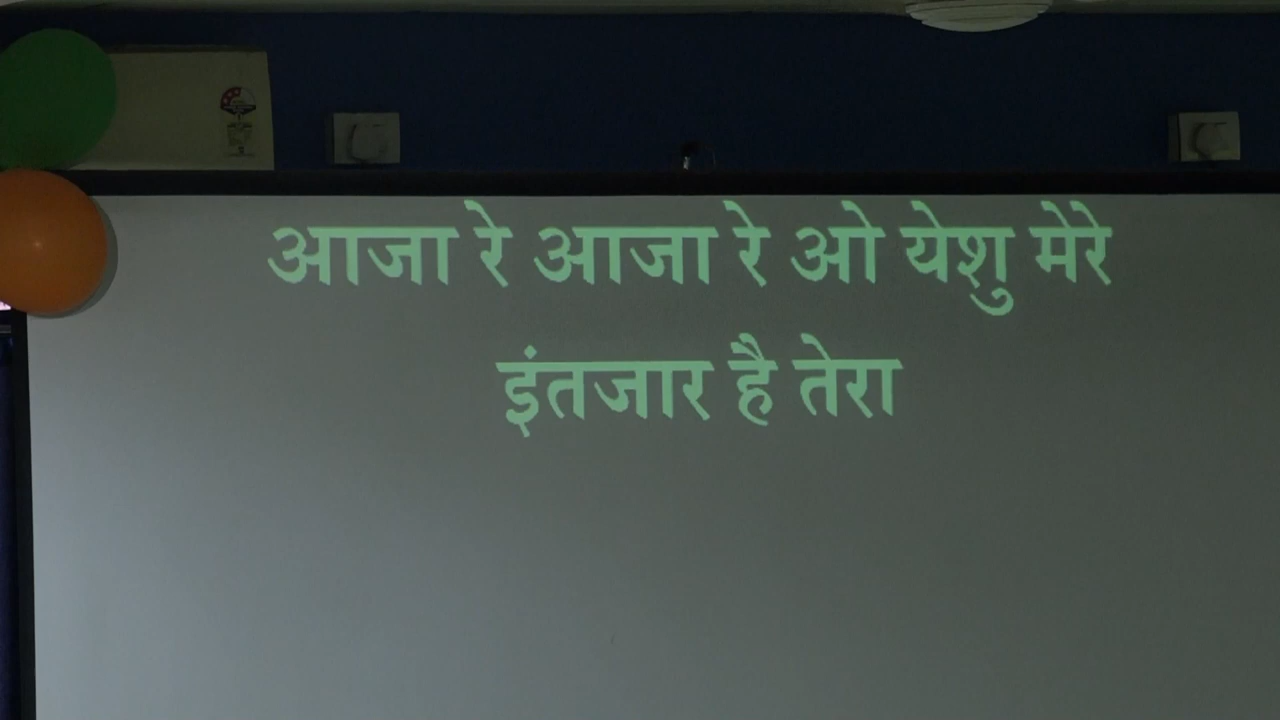 आजा रे आजा रे ओ येशु मेरे
इंतजार है तेरा